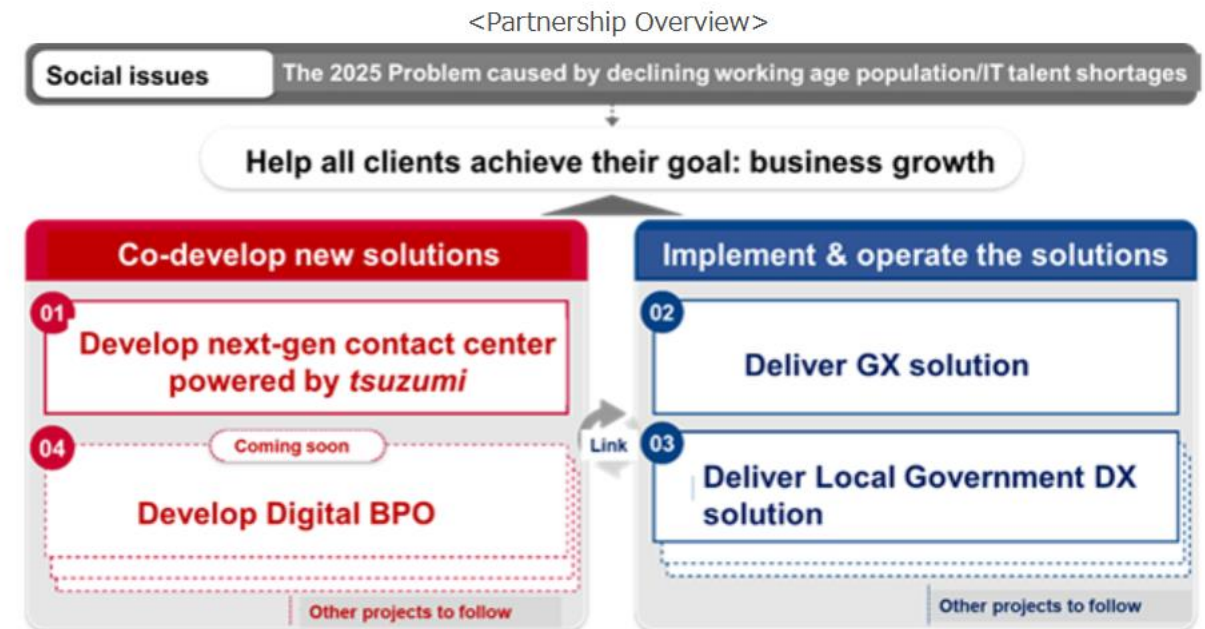 <Partnership Overview>
Social issues
The 2025 Problem caused by declining working age population/IT talent shortages
Help all clients achieve their goal: business growth
Co-develop new solutions
01
Develop next-gen contact center
powered by tsuzumi
04
Coming soon
Develop Digital BPO
Other projects to follow
Link
Implement & operate the solutions
02
Deliver GX solution
03
Deliver Local Government DX
solution
Other projects to follow